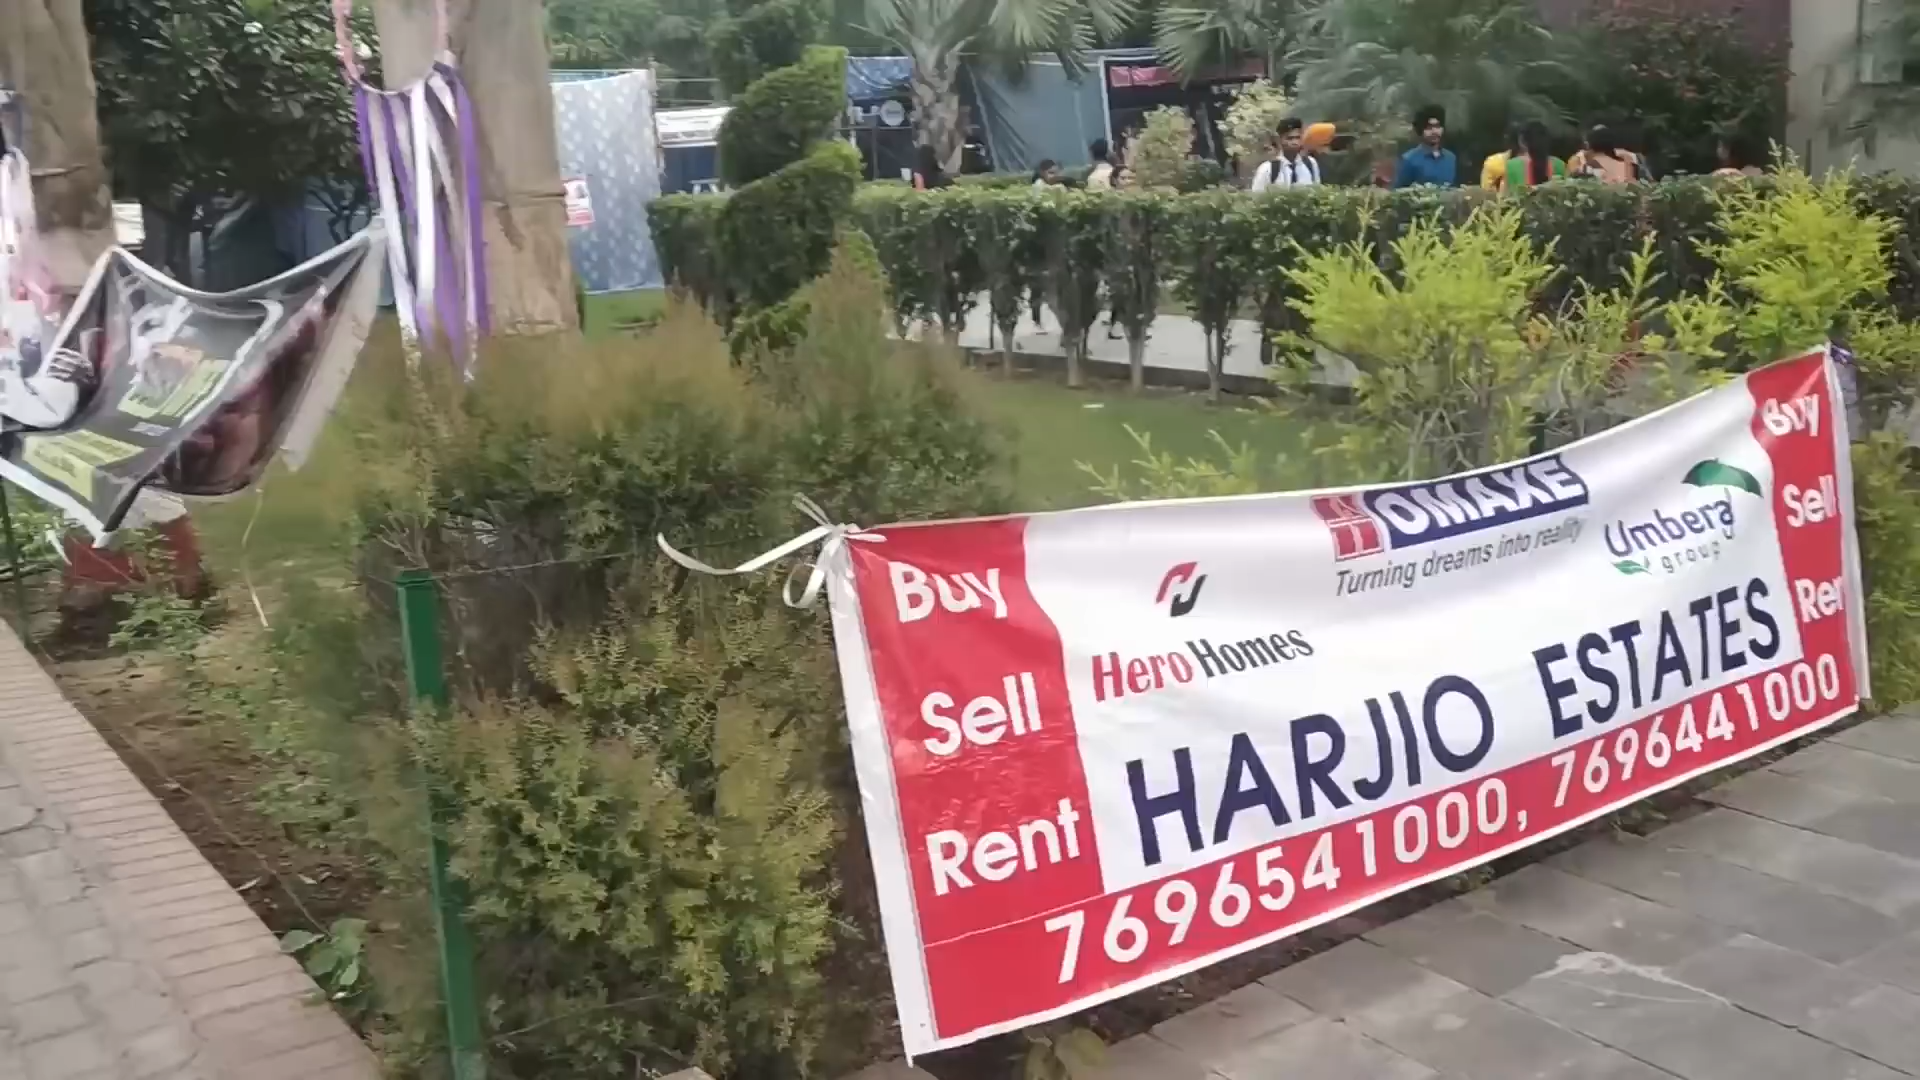 Buy
Sell
Rent
Hero Homes
OMAXE
Turning dreams into reality
Umbera
group
HARJIO ESTATES
7696541000, 7696441000
Buy
Sell
Ren